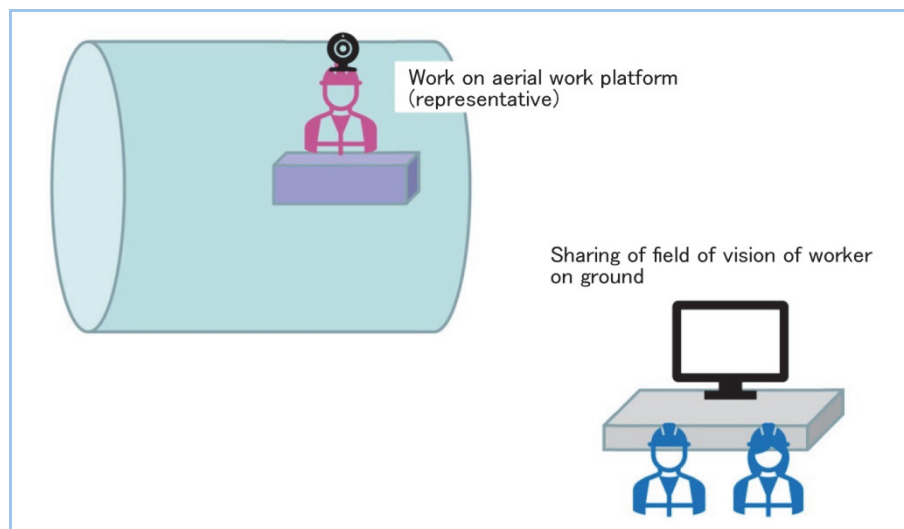 Work on aerial work platform
(representative)
Sharing of field of vision of worker
on ground